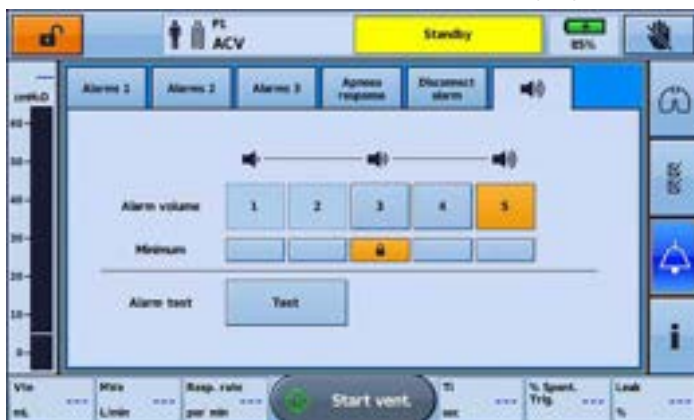 P1
ACV
Standby
85%
Alarms 1
Alarms 2
Alarms 3
Apnoea response
Disconnect alarm
cmH₂O
Alarm volume
1
2
3
4
5
Minimum
Alarm test
Test
60
50
40
30
20
10
0
Vte
---
mL
MVe
---
L/min
Resp. rate
---
per min
Start vent.
Ti
---
sec
% Spont. Trig.
---
Leak
---
%